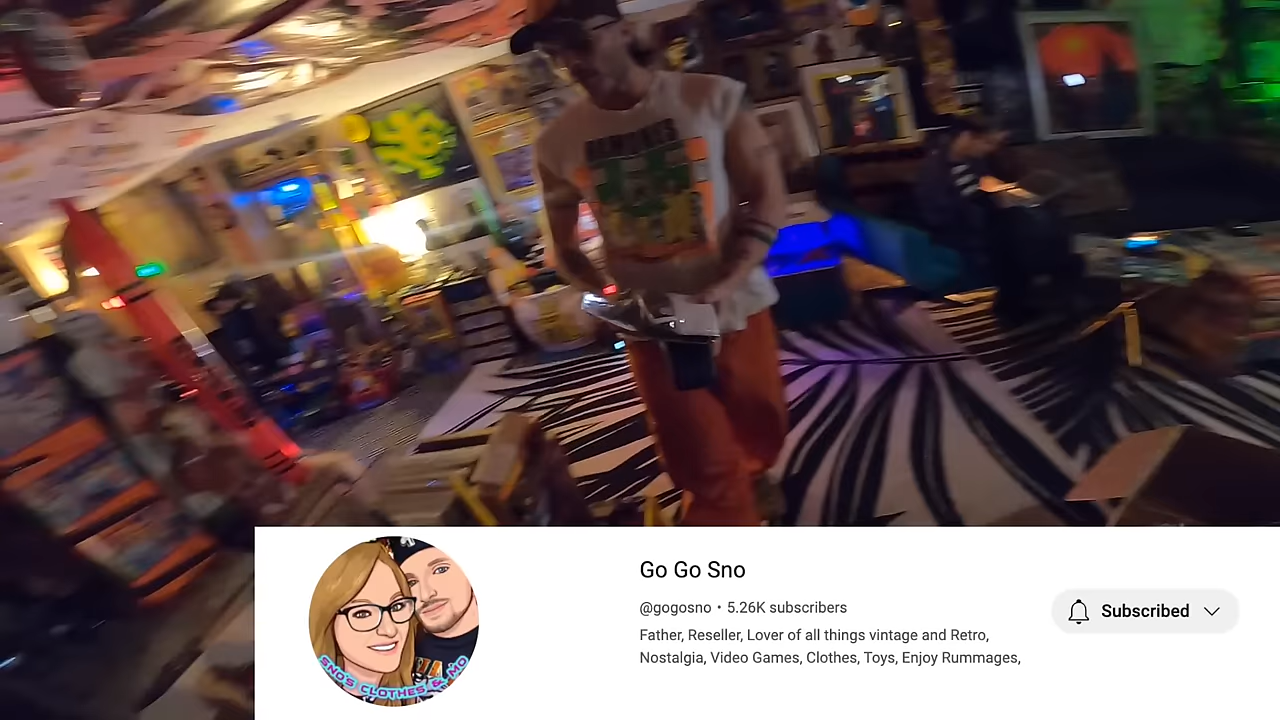 Go Go Sno
@gogosno • 5.26K subscribers
Father, Reseller, Lover of all things vintage and Retro,
Nostalgia, Video Games, Clothes, Toys, Enjoy Rummages,
Subscribed
SNO'S CLOTHES & MO